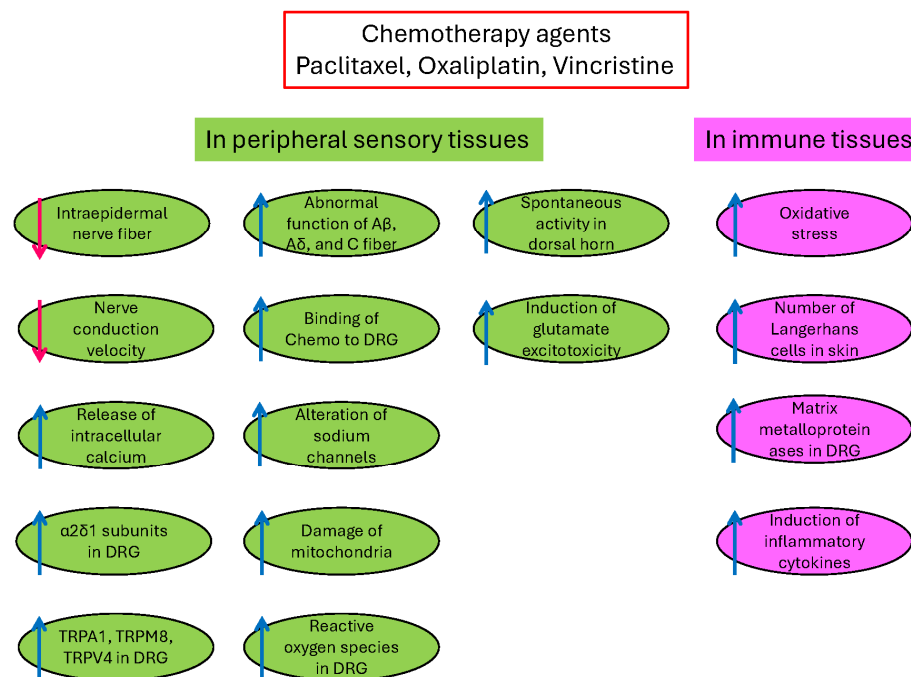 Chemotherapy agents
Paclitaxel, Oxaliplatin, Vincristine
In peripheral sensory tissues
In immune tissues
Intraepidermal
nerve fiber
Abnormal
function of Aβ,
Aδ, and C fiber
Spontaneous
activity in
dorsal horn
Oxidative
stress
Nerve
conduction
velocity
Binding of
Chemo to DRG
Induction of
glutamate
excitotoxicity
Number of
Langerhans
cells in skin
Release of
intracellular
calcium
Alteration of
sodium
channels
Matrix
metalloprotein
ases in DRG
α2δ1 subunits
in DRG
Damage of
mitochondria
Induction of
inflammatory
cytokines
TRPA1, TRPM8,
TRPV4 in DRG
Reactive
oxygen species
in DRG